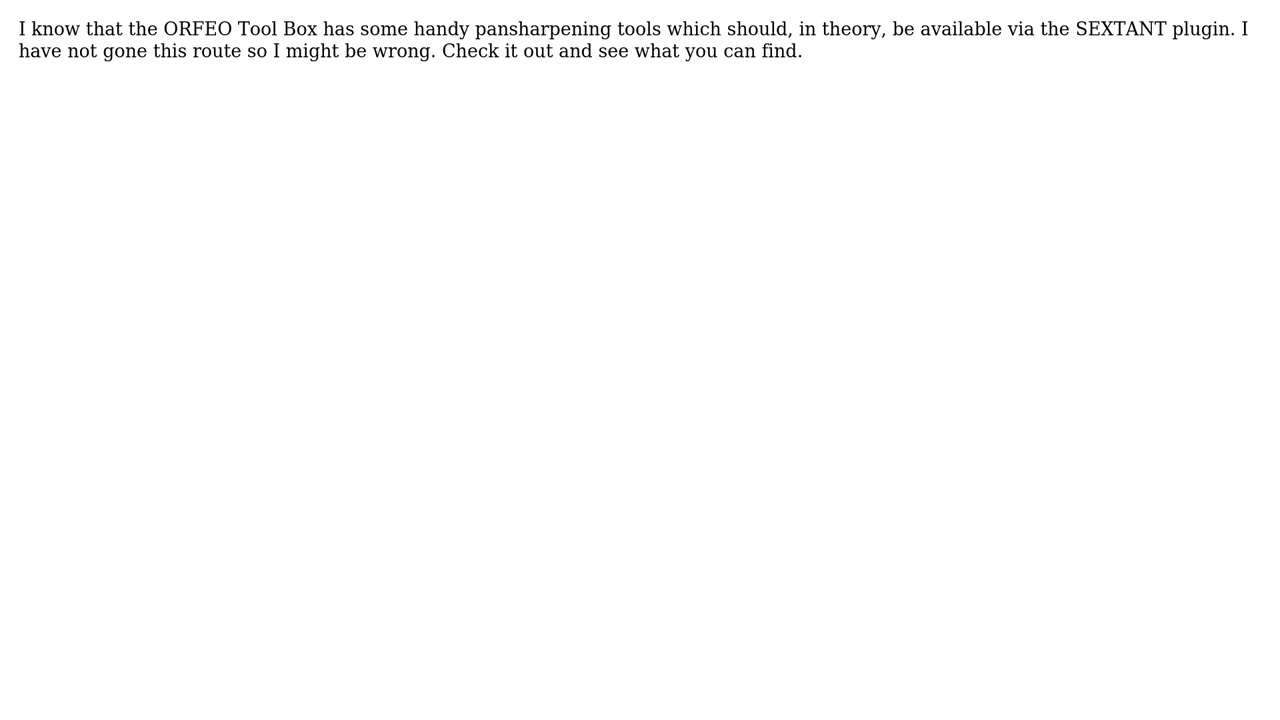 I know that the ORFEO Tool Box has some handy pansharpening tools which should, in theory, be available via the SEXTANT plugin. I
have not gone this route so I might be wrong. Check it out and see what you can find.